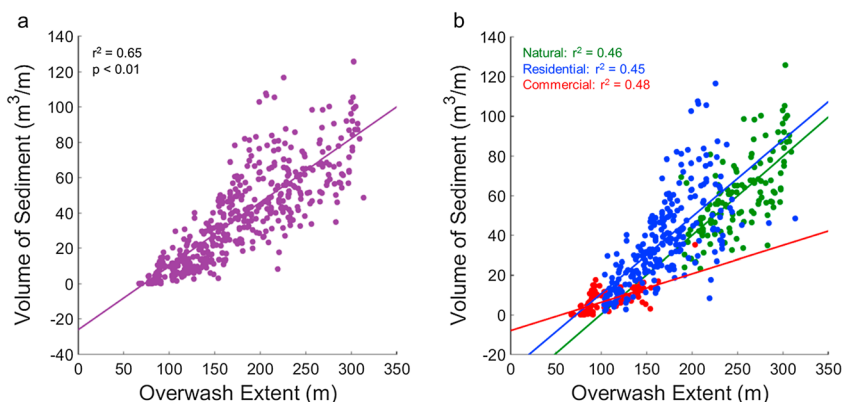 a
r² = 0.65
p < 0.01
Volume of Sediment (m³/m)
140
120
100
80
60
40
20
0
-20
-40
0 50 100 150 200 250 300 350
Overwash Extent (m)
b
Natural: r² = 0.46
Residential: r² = 0.45
Commercial: r² = 0.48
Volume of Sediment (m³/m)
140
120
100
80
60
40
20
0
-20
0 50 100 150 200 250 300 350
Overwash Extent (m)